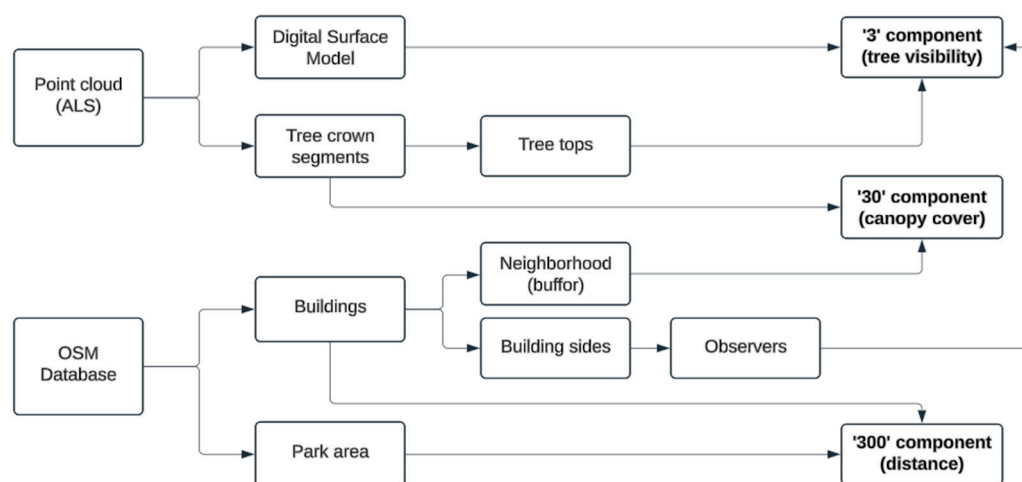 Digital Surface
Model
'3' component
(tree visibility)
Point cloud
(ALS)
Tree crown
segments
Tree tops
'30' component
(canopy cover)
Neighborhood
(buffor)
Buildings
Building sides
Observers
OSM
Database
Park area
'300' component
(distance)